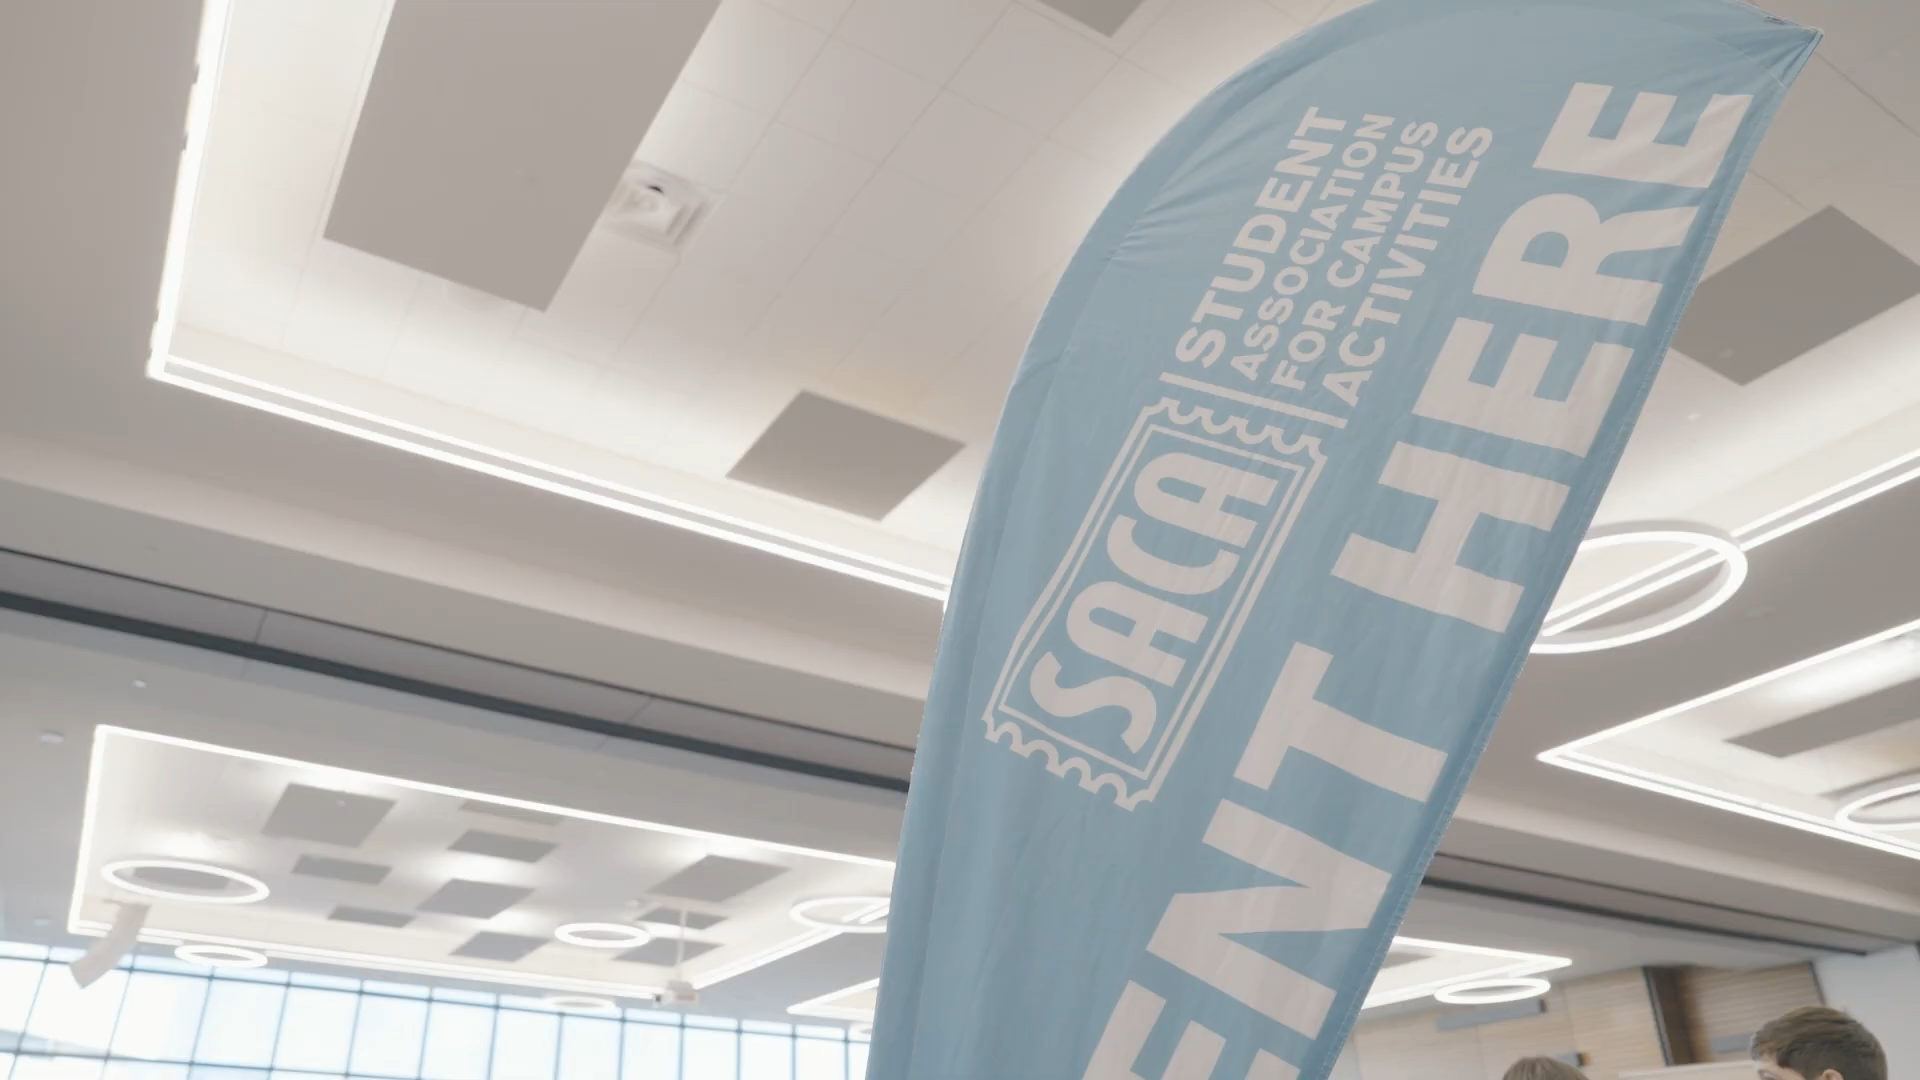 SACA
STUDENT
ASSOCIATION
FOR CAMPUS
ACTIVITIES
ENT HERE